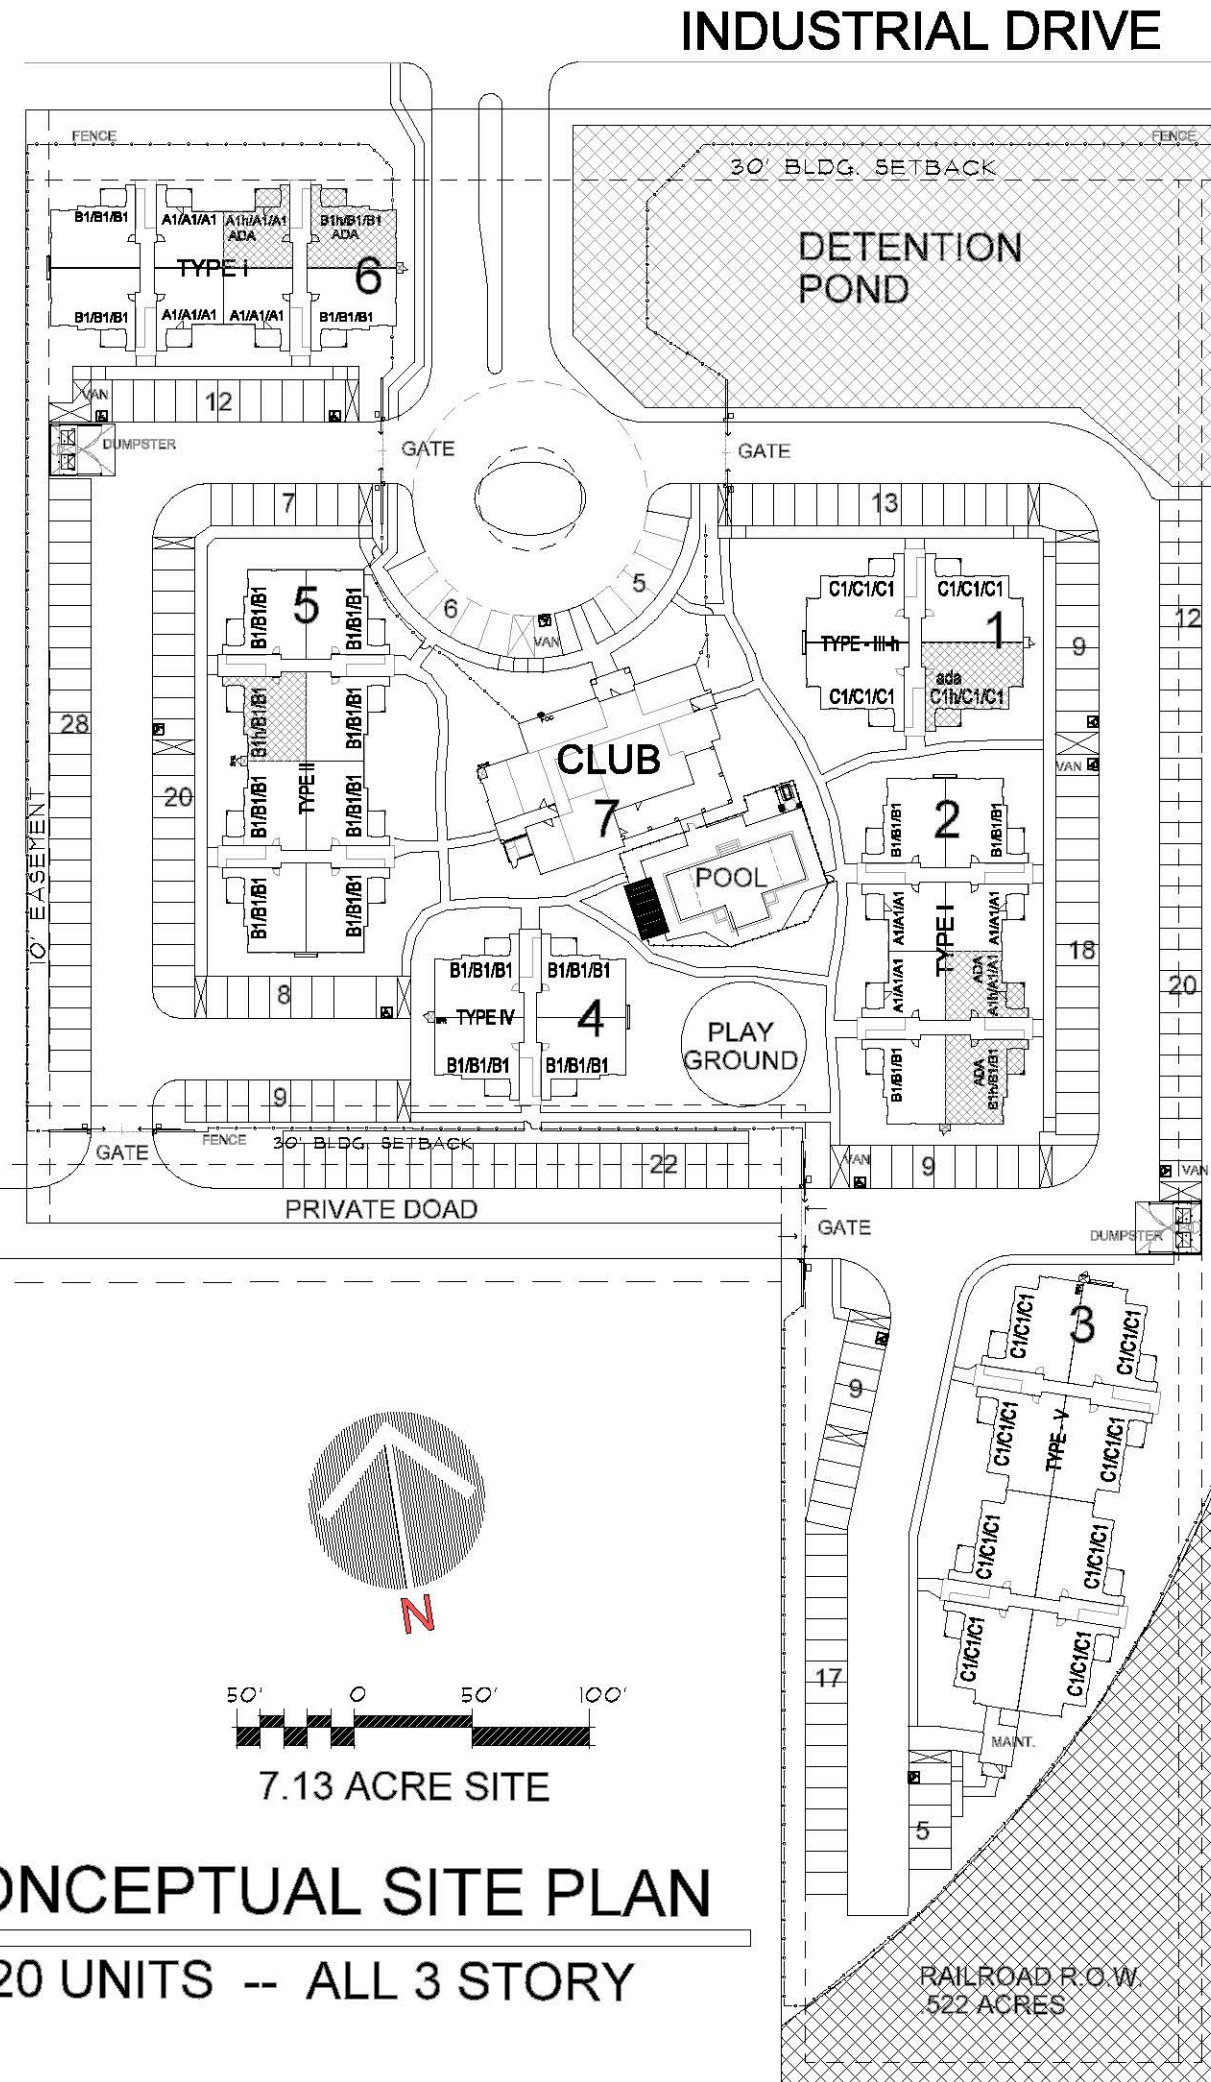 INDUSTRIAL DRIVE
FENCE
FENCE
30' BLDG. SETBACK
DETENTION
POND
B1/B1/B1
A1/A1/A1
A1h/A1/A1
ADA
B1h/B1/B1
ADA
TYPE I
6
B1/B1/B1
A1/A1/A1
A1/A1/A1
B1/B1/B1
VAN
12
DUMPSTER
GATE
GATE
7
13
6
5
VAN
12
9
VAN
5
B1/B1/B1
B1/B1/B1
B1h/B1/B1
B1/B1/B1
TYPE II
B1/B1/B1
B1/B1/B1
B1/B1/B1
B1/B1/B1
28
20
10' EASEMENT
C1/C1/C1
C1/C1/C1
1
TYPE - III-h
ada
C1/C1/C1
C1h/C1/C1
FDC
CLUB
7
POOL
2
B1/B1/B1
B1/B1/B1
A1/A1/A1
A1/A1/A1
TYPE I
A1/A1/A1
ADA
A1h/A1/A1
B1/B1/B1
ADA
B1h/B1/B1
18
20
8
B1/B1/B1
B1/B1/B1
TYPE IV
4
B1/B1/B1
B1/B1/B1
PLAY
GROUND
9
FENCE
30' BLDG. SETBACK
GATE
22
VAN
9
VAN
PRIVATE DOAD
GATE
DUMPSTER
3
C1/C1/C1
C1/C1/C1
C1/C1/C1
TYPE - V
C1/C1/C1
C1/C1/C1
C1/C1/C1
C1/C1/C1
C1/C1/C1
9
17
MAINT.
5
N
50' 0 50' 100'
7.13 ACRE SITE
ONCEPTUAL SITE PLAN
20 UNITS -- ALL 3 STORY
RAILROAD R.O.W.
.522 ACRES